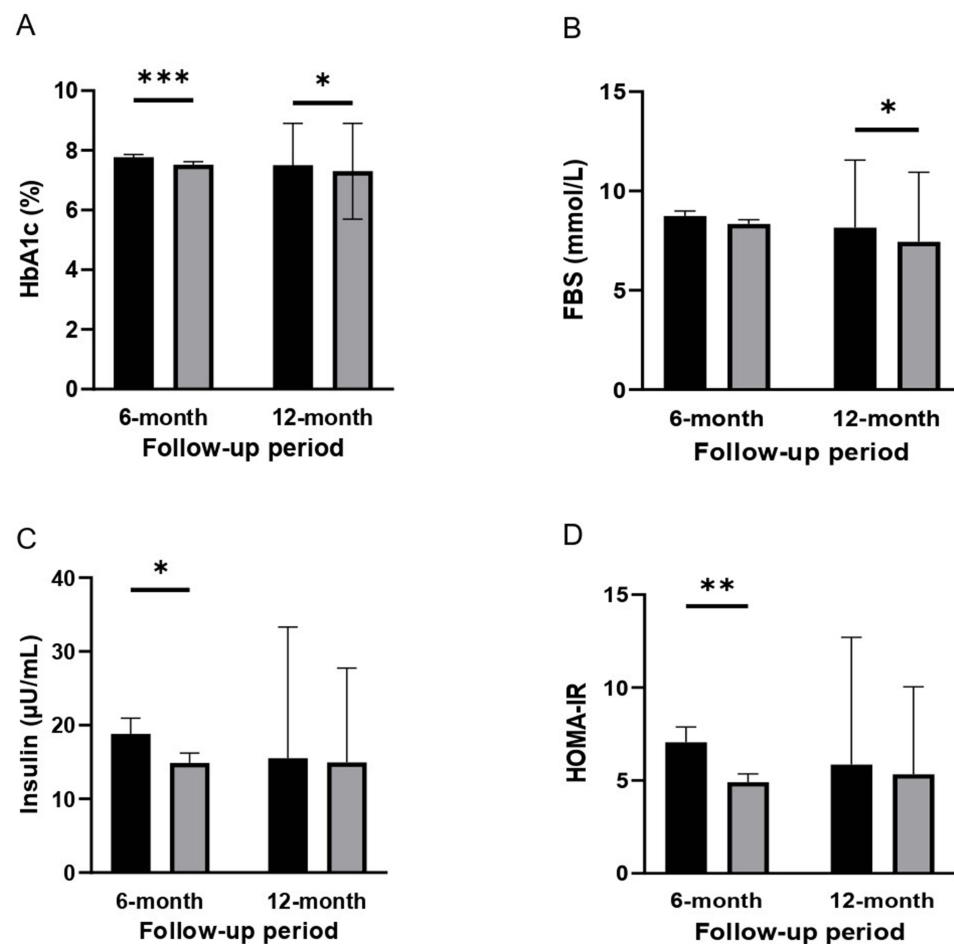 A
HbA1c (%)
10
8
6
4
2
0
***
*
6-month 12-month
Follow-up period
B
FBS (mmol/L)
15
10
5
0
*
6-month 12-month
Follow-up period
C
Insulin (µU/mL)
40
30
20
10
0
*
6-month 12-month
Follow-up period
D
HOMA-IR
15
10
5
0
**
6-month 12-month
Follow-up period